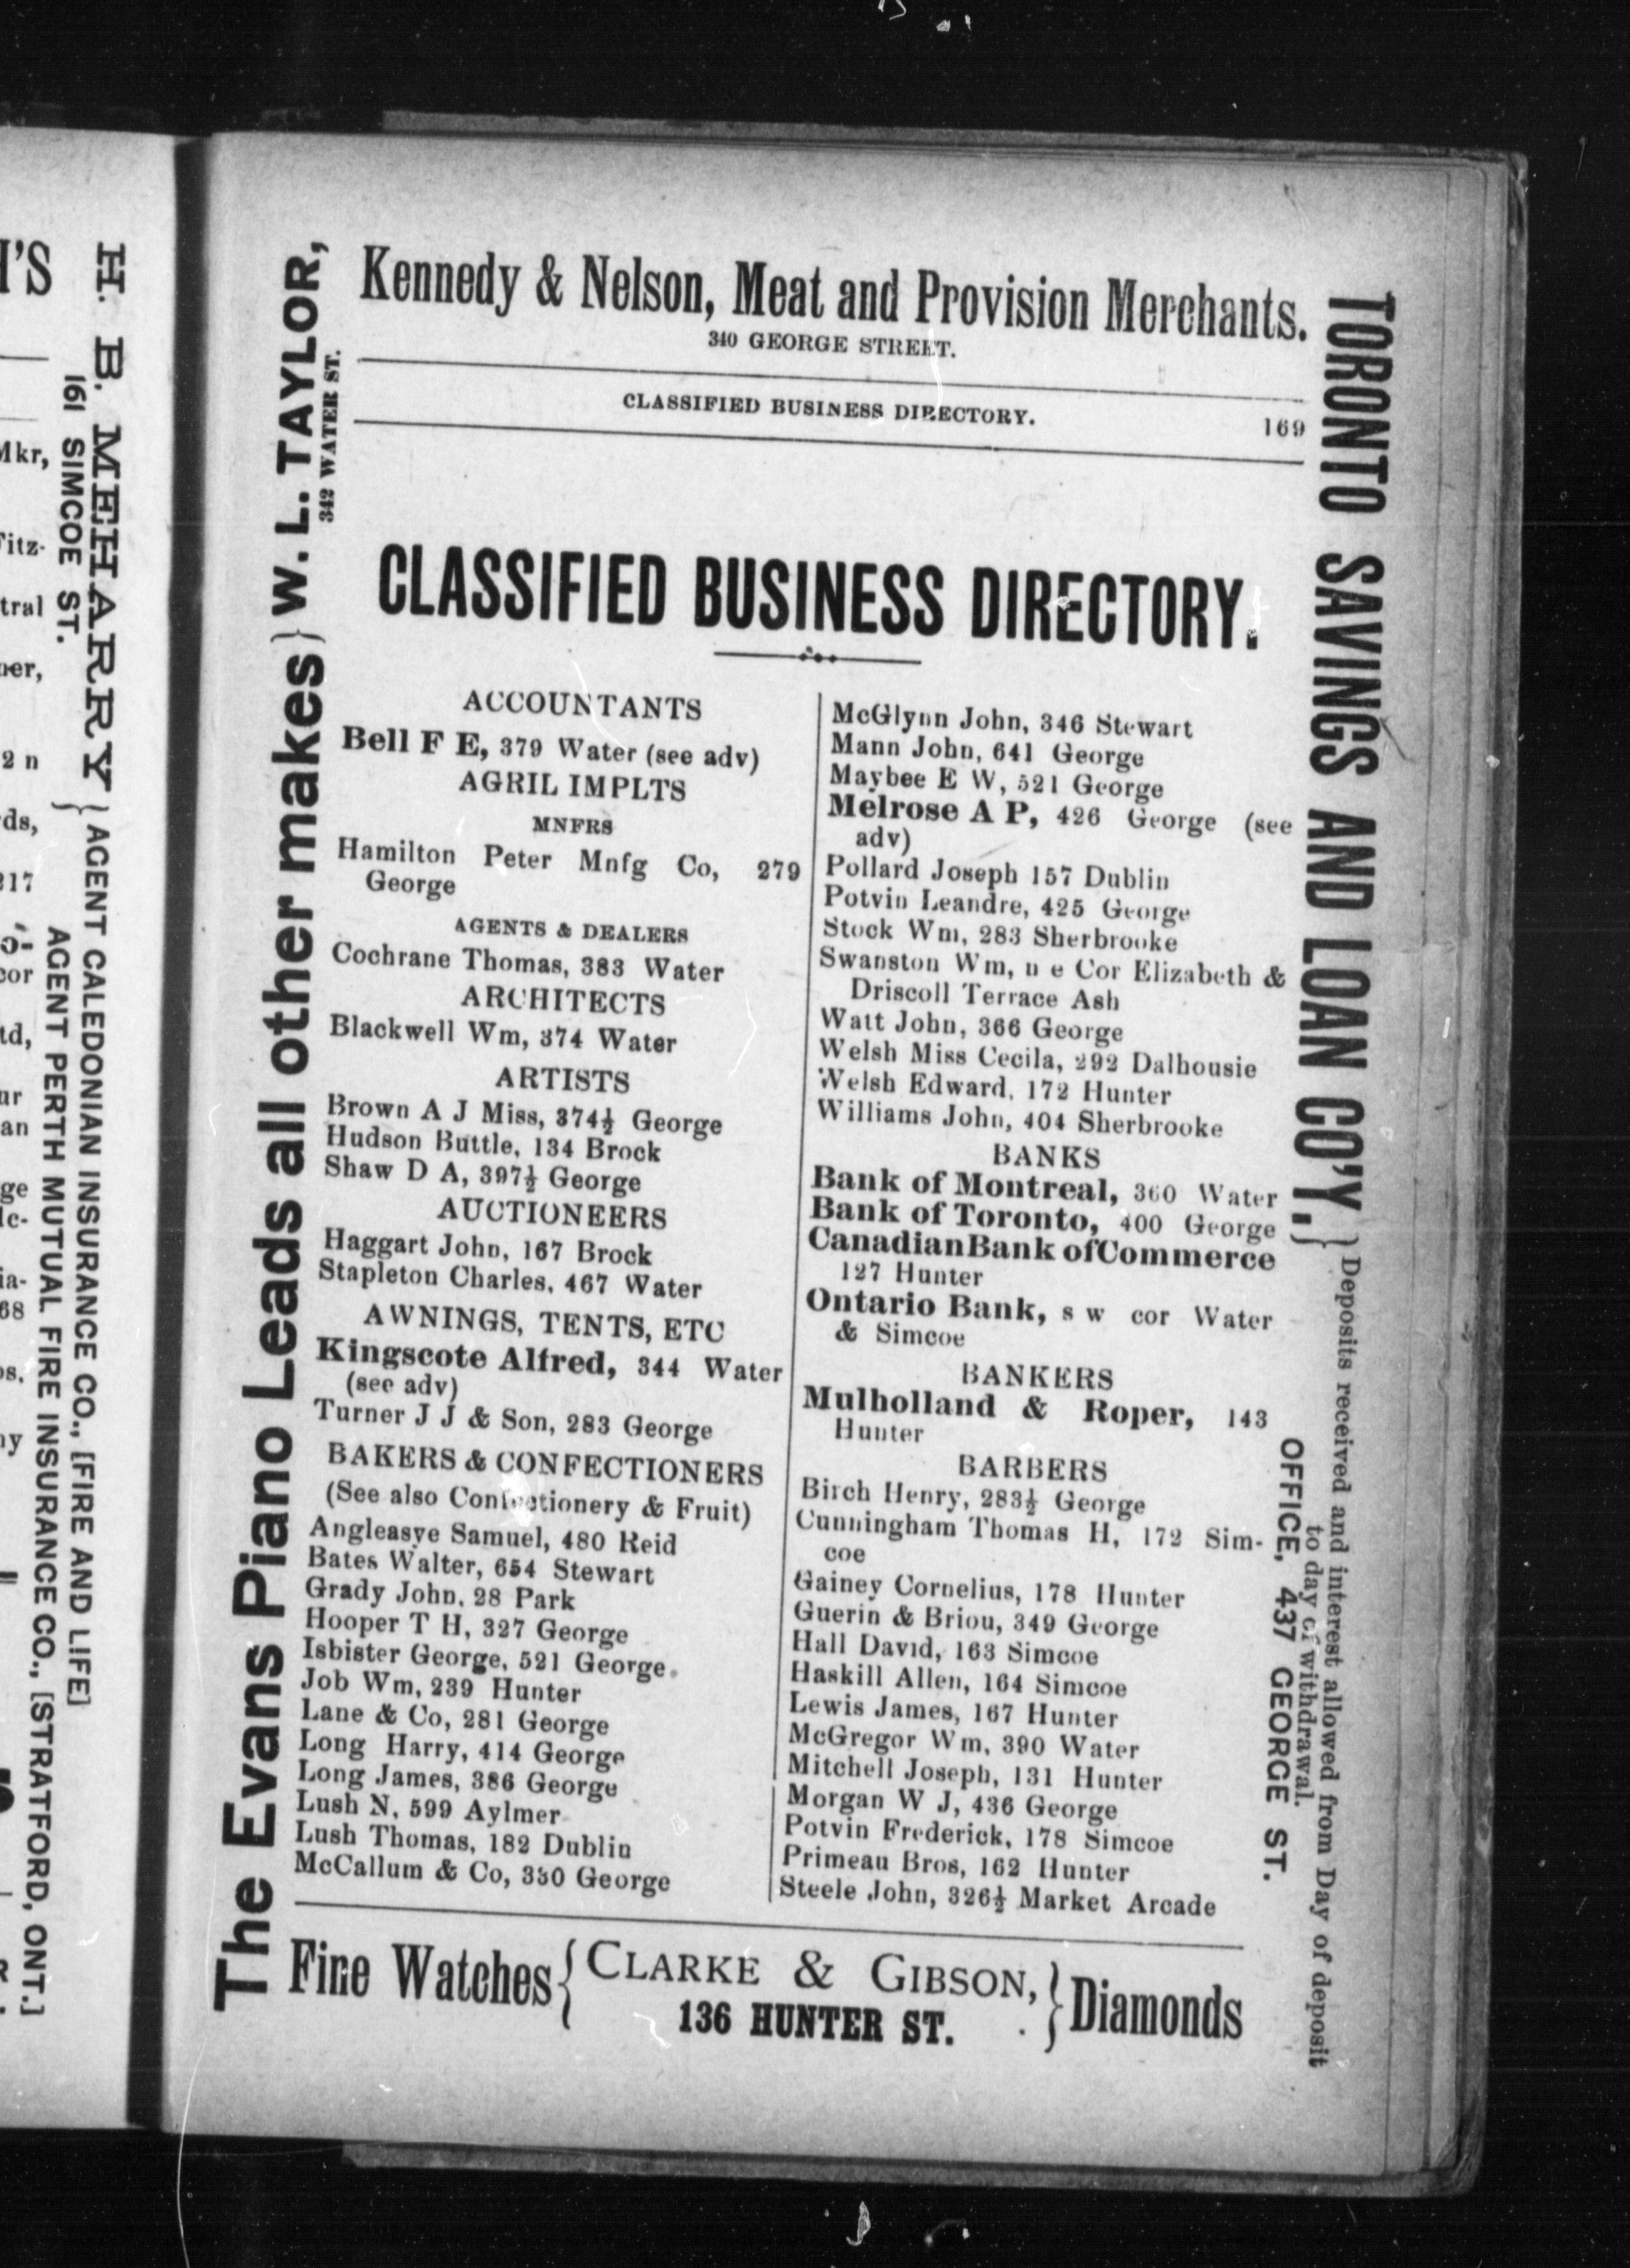 H'S
H. B. MEHARRY
161 SIMCOE ST.
AGENT CALEDONIAN INSURANCE CO., [FIRE AND LIFE]
AGENT PERTH MUTUAL FIRE INSURANCE CO., [STRATFORD, ONT.]
Mkr,
Fitz-
tral
ner,
2 n
ds,
317
cor
td,
ur
an
ge
lc-
ia-
68
os,
ny
The Evans Piano Leads all other makes} W. L. TAYLOR,
342 WATER ST.
Kennedy & Nelson, Meat and Provision Merchants.
340 GEORGE STREET.
CLASSIFIED BUSINESS DIRECTORY. 169
CLASSIFIED BUSINESS DIRECTORY.
ACCOUNTANTS
Bell F E, 379 Water (see adv)
AGRIL IMPLTS
MNFRS
Hamilton Peter Mnfg Co, 279
George
AGENTS & DEALERS
Cochrane Thomas, 383 Water
ARCHITECTS
Blackwell Wm, 374 Water
ARTISTS
Brown A J Miss, 374½ George
Hudson Buttle, 134 Brock
Shaw D A, 397½ George
AUCTIONEERS
Haggart John, 167 Brock
Stapleton Charles, 467 Water
AWNINGS, TENTS, ETC
Kingscote Alfred, 344 Water
(see adv)
Turner J J & Son, 283 George
BAKERS & CONFECTIONERS
(See also Confectionery & Fruit)
Angleasye Samuel, 480 Reid
Bates Walter, 654 Stewart
Grady John, 28 Park
Hooper T H, 327 George
Isbister George, 521 George
Job Wm, 239 Hunter
Lane & Co, 281 George
Long Harry, 414 George
Long James, 386 George
Lush N, 599 Aylmer
Lush Thomas, 182 Dublin
McCallum & Co, 350 George
McGlynn John, 346 Stewart
Mann John, 641 George
Maybee E W, 521 George
Melrose A P, 426 George (see
adv)
Pollard Joseph 157 Dublin
Potvin Leandre, 425 George
Stock Wm, 283 Sherbrooke
Swanston Wm, n e Cor Elizabeth &
Driscoll Terrace Ash
Watt John, 366 George
Welsh Miss Cecila, 292 Dalhousie
Welsh Edward, 172 Hunter
Williams John, 404 Sherbrooke
BANKS
Bank of Montreal, 360 Water
Bank of Toronto, 400 George
Canadian Bank of Commerce
127 Hunter
Ontario Bank, s w cor Water
& Simcoe
BANKERS
Mulholland & Roper, 143
Hunter
BARBERS
Birch Henry, 283½ George
Cunningham Thomas H, 172 Sim-
coe
Gainey Cornelius, 178 Hunter
Guerin & Briou, 349 George
Hall David, 163 Simcoe
Haskill Allen, 164 Simcoe
Lewis James, 167 Hunter
McGregor Wm, 390 Water
Mitchell Joseph, 131 Hunter
Morgan W J, 436 George
Potvin Frederick, 178 Simcoe
Primeau Bros, 162 Hunter
Steele John, 326½ Market Arcade
Fine Watches { CLARKE & GIBSON, } Diamonds
136 HUNTER ST.
TORONTO SAVINGS AND LOAN CO'Y. }
Deposits received and interest allowed from Day of deposit
to day of withdrawal.
OFFICE, 437 GEORGE ST.